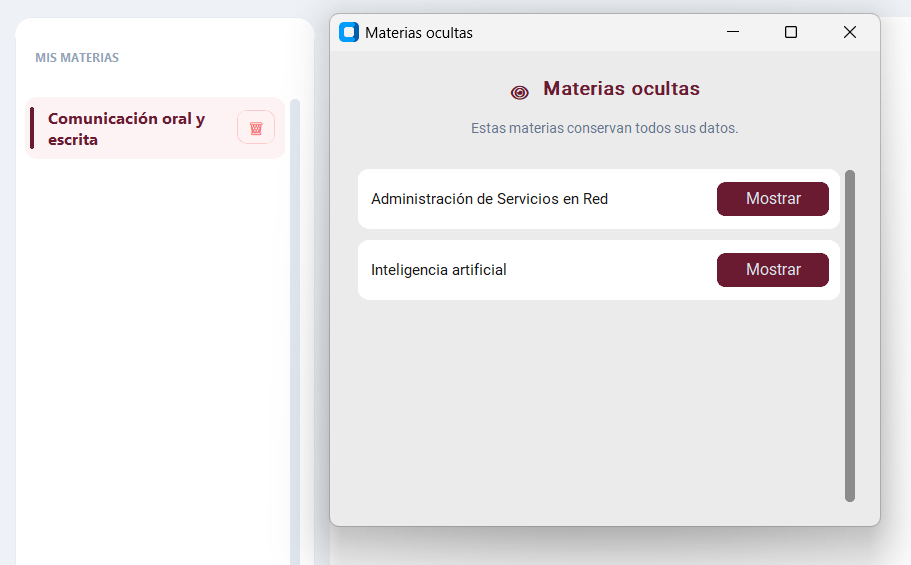 MIS MATERIAS
Comunicación oral y
escrita
Materias ocultas
Materias ocultas
Estas materias conservan todos sus datos.
Administración de Servicios en Red
Mostrar
Inteligencia artificial
Mostrar